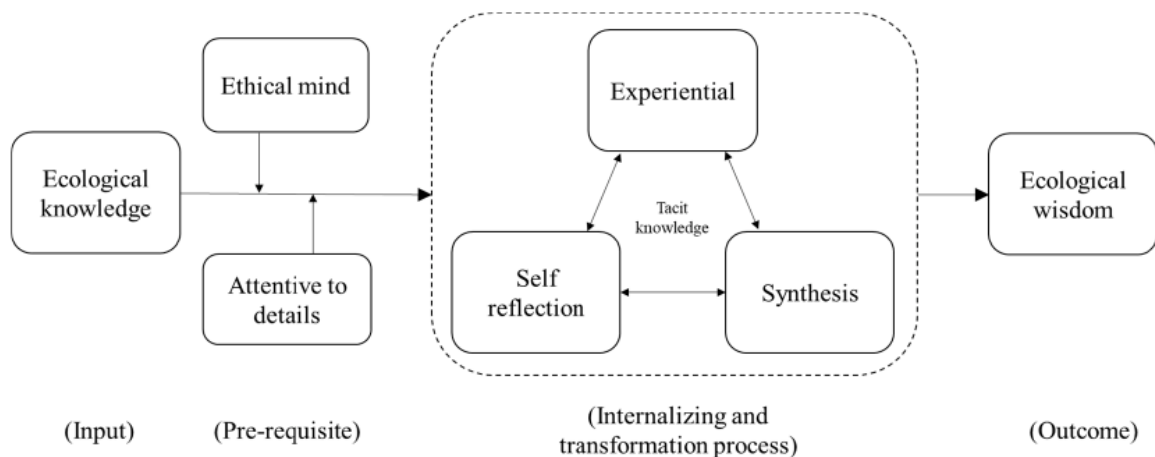 Ethical mind
Experiential
Ecological
knowledge
Ecological
wisdom
Tacit
knowledge
Attentive to
details
Self
reflection
Synthesis
(Input)
(Pre-requisite)
(Internalizing and
transformation process)
(Outcome)